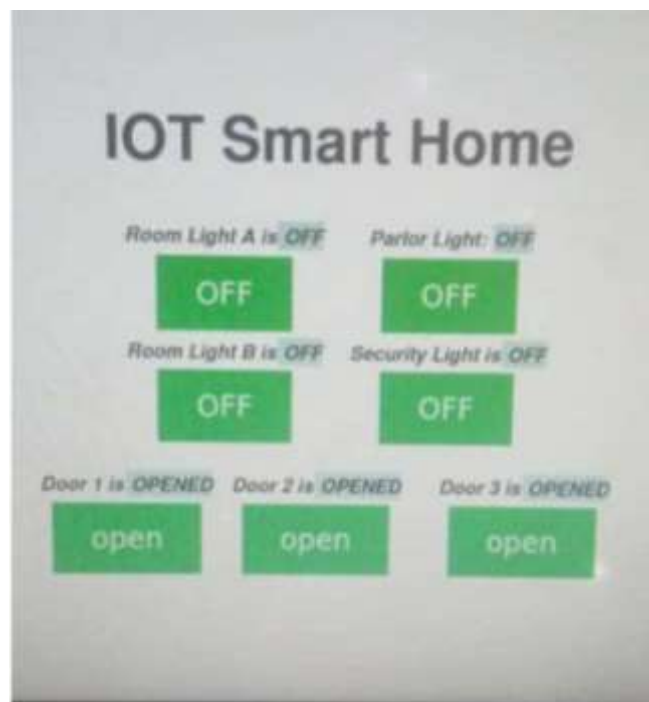 IOT Smart Home
Room Light A is OFF Parlor Light: OFF
OFF OFF
Room Light B is OFF Security Light is OFF
OFF OFF
Door 1 is OPENED Door 2 is OPENED Door 3 is OPENED
open open open